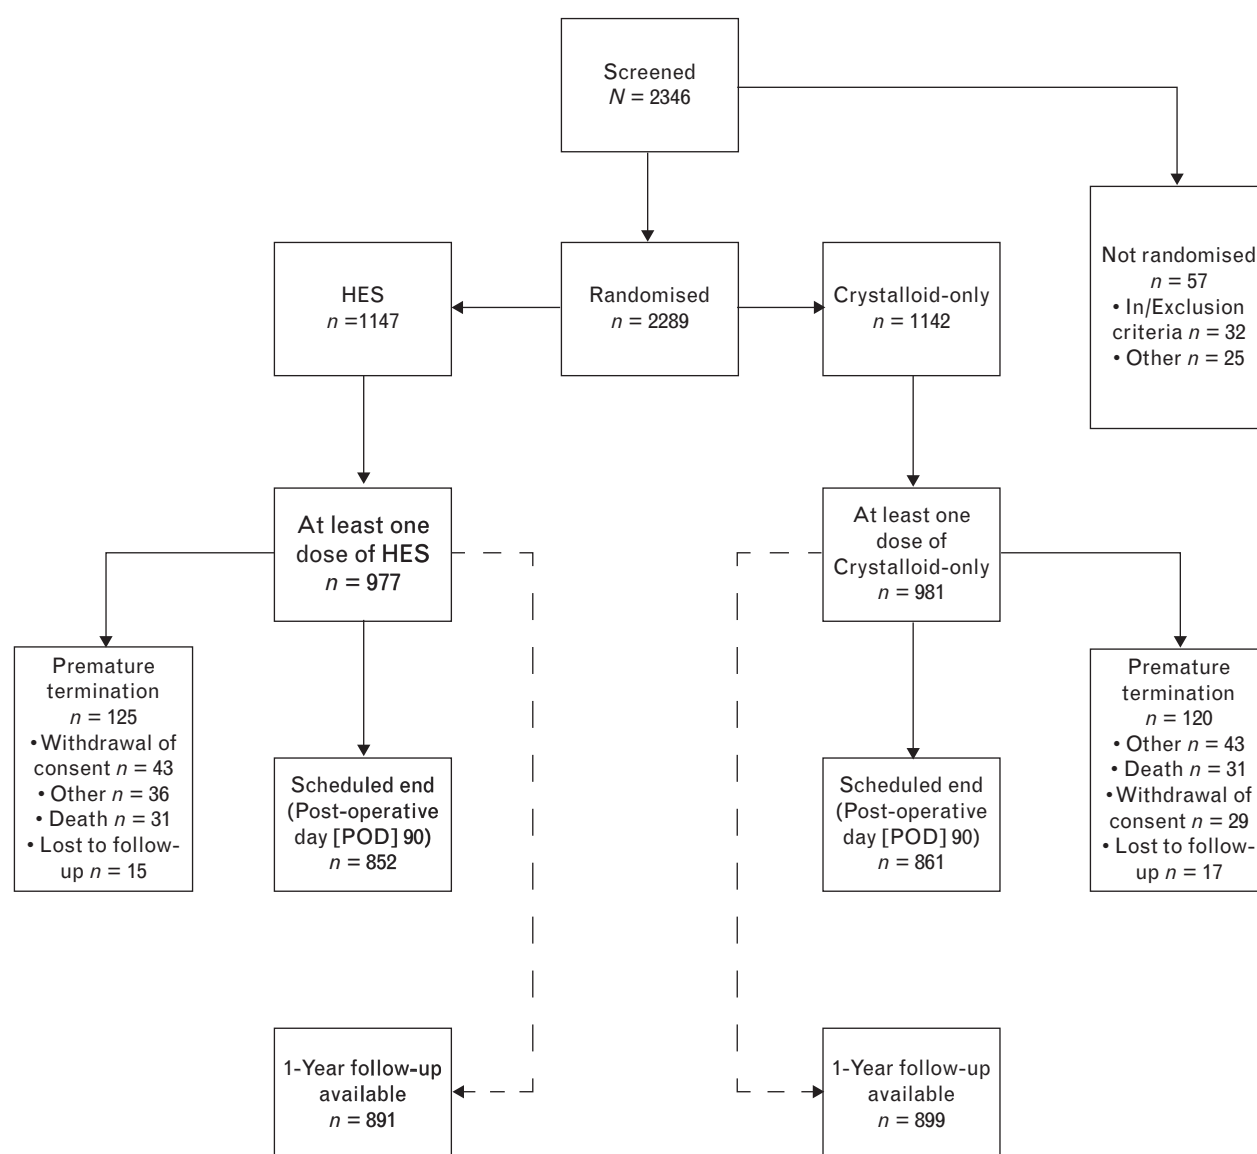 Screened
N = 2346
Not randomised
n = 57
• In/Exclusion
criteria n = 32
• Other n = 25
HES
n =1147
Randomised
n = 2289
Crystalloid-only
n = 1142
At least one
dose of HES
n = 977
At least one
dose of
Crystalloid-only
n = 981
Premature
termination
n = 125
• Withdrawal of
consent n = 43
• Other n = 36
• Death n = 31
• Lost to follow-
up n = 15
Scheduled end
(Post-operative
day [POD] 90)
n = 852
Scheduled end
(Post-operative
day [POD] 90)
n = 861
Premature
termination
n = 120
• Other n = 43
• Death n = 31
• Withdrawal of
consent n = 29
• Lost to follow-
up n = 17
1-Year follow-up
available
n = 891
1-Year follow-up
available
n = 899